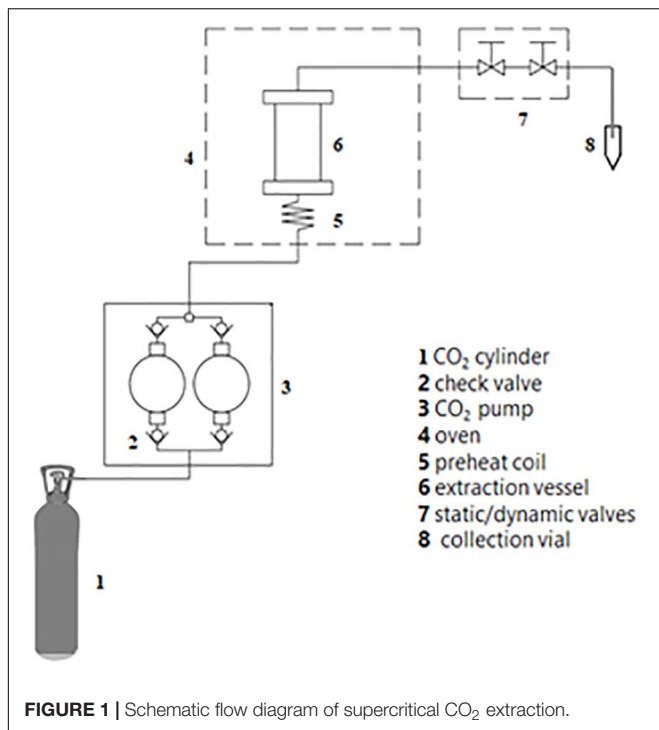 4
6
5
7
8
3
2
1
1 CO₂ cylinder
2 check valve
3 CO₂ pump
4 oven
5 preheat coil
6 extraction vessel
7 static/dynamic valves
8 collection vial
FIGURE 1 | Schematic flow diagram of supercritical CO₂ extraction.